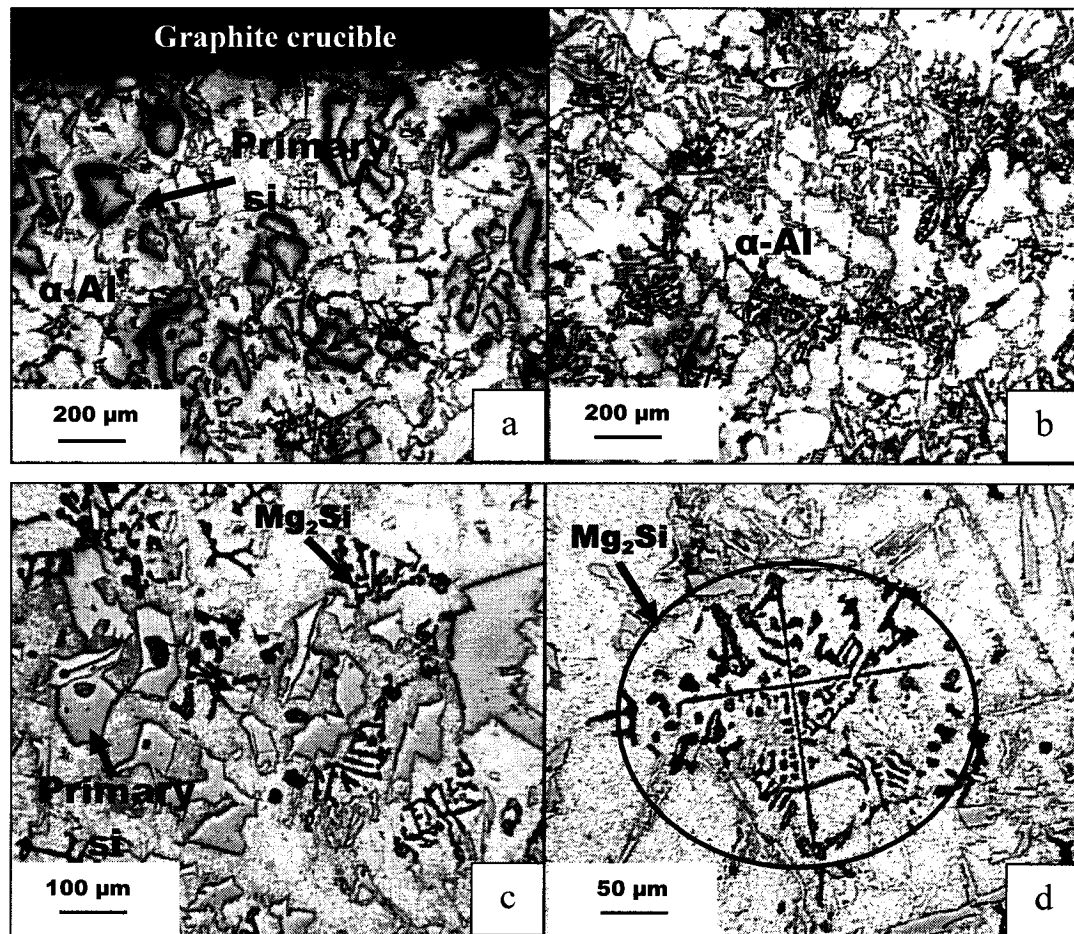 Graphite crucible
Primary
si
α-Al
200 µm
a
α-Al
200 µm
b
Mg₂Si
Primary
si
100 µm
c
Mg₂Si
50 µm
d